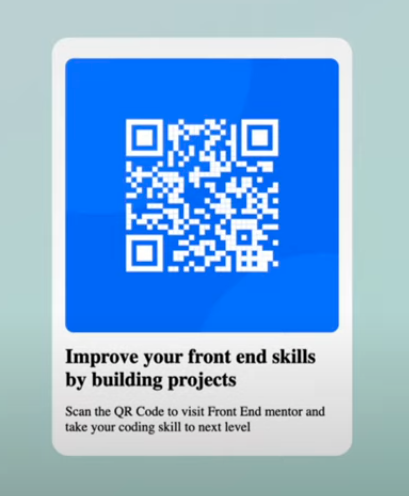 Improve your front end skills
by building projects
Scan the QR Code to visit Front End mentor and
take your coding skill to next level